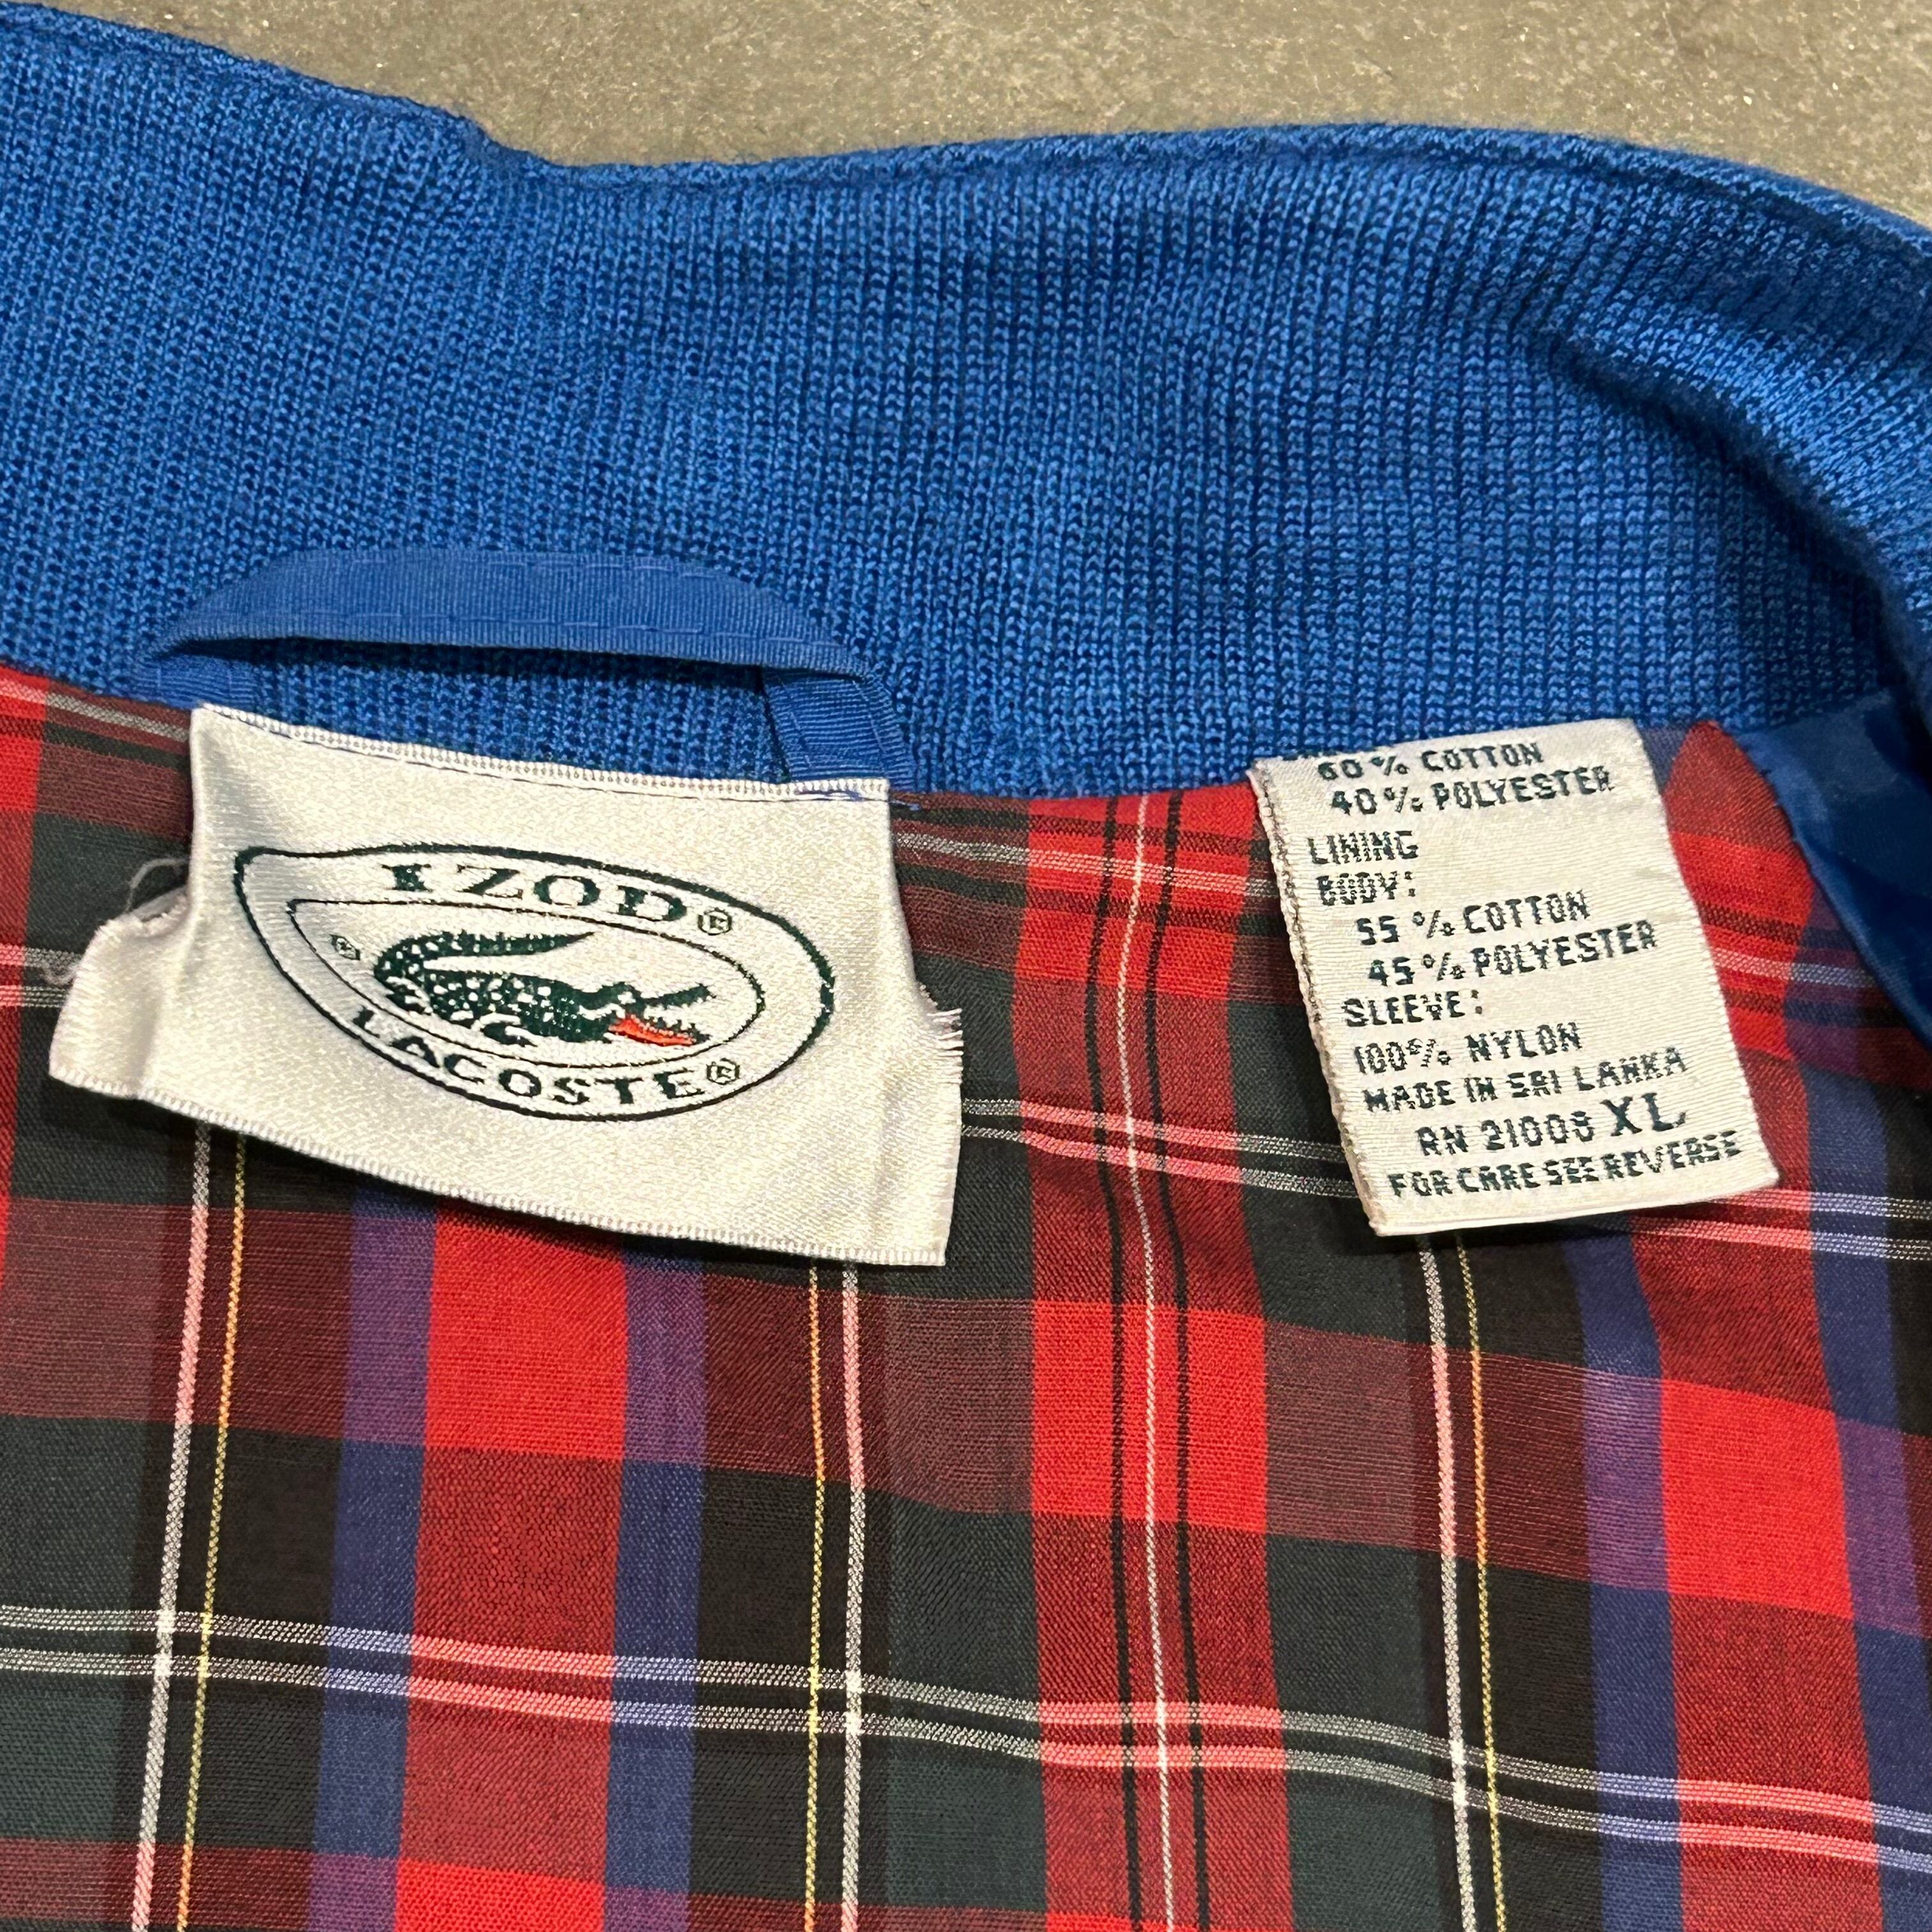 IZOD®
®
LACOSTE®
60% COTTON
40% POLYESTER
LINING
BODY:
55% COTTON
45% POLYESTER
SLEEVE:
100% NYLON
MADE IN SRI LANKA
RN 21008 XL
FOR CARE SEE REVERSE